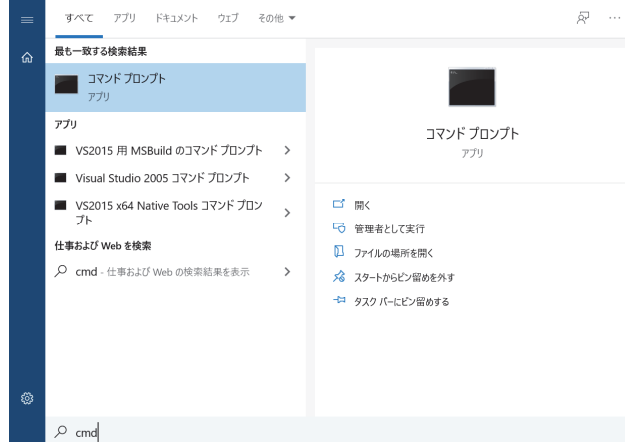 すべて アプリ ドキュメント ウェブ その他
最も一致する検索結果
コマンド プロンプト
アプリ
アプリ
VS2015 用 MSBuild のコマンド プロンプト
Visual Studio 2005 コマンド プロンプト
VS2015 x64 Native Tools コマンド プロン
プト
仕事および Web を検索
cmd - 仕事および Web の検索結果を表示
コマンド プロンプト
アプリ
開く
管理者として実行
ファイルの場所を開く
スタートからピン留めを外す
タスク バーにピン留めする
cmd